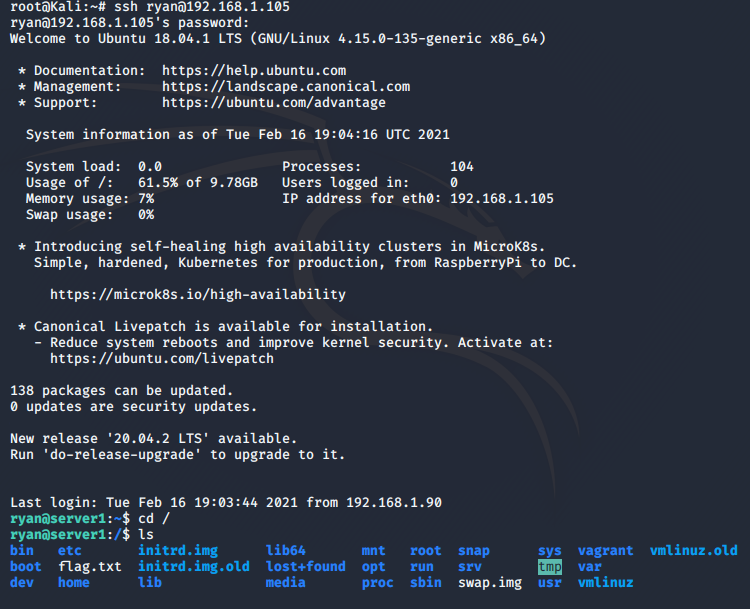 root@Kali:~# ssh ryan@192.168.1.105
ryan@192.168.1.105's password:
Welcome to Ubuntu 18.04.1 LTS (GNU/Linux 4.15.0-135-generic x86_64)

 * Documentation:  https://help.ubuntu.com
 * Management:     https://landscape.canonical.com
 * Support:        https://ubuntu.com/advantage

  System information as of Tue Feb 16 19:04:16 UTC 2021

  System load:  0.0               Processes:           104
  Usage of /:   61.5% of 9.78GB   Users logged in:     0
  Memory usage: 7%                IP address for eth0: 192.168.1.105
  Swap usage:   0%

 * Introducing self-healing high availability clusters in MicroK8s.
   Simple, hardened, Kubernetes for production, from RaspberryPi to DC.

     https://microk8s.io/high-availability

 * Canonical Livepatch is available for installation.
   - Reduce system reboots and improve kernel security. Activate at:
     https://ubuntu.com/livepatch

138 packages can be updated.
0 updates are security updates.

New release '20.04.2 LTS' available.
Run 'do-release-upgrade' to upgrade to it.

Last login: Tue Feb 16 19:03:44 2021 from 192.168.1.90
ryan@server1:~$ cd /
ryan@server1:/$ ls
bin   etc       initrd.img      lib64       mnt   root  snap      sys  vagrant  vmlinuz.old
boot  flag.txt  initrd.img.old  lost+found  opt   run   srv       tmp  var
dev   home      lib             media       proc  sbin  swap.img  usr  vmlinuz